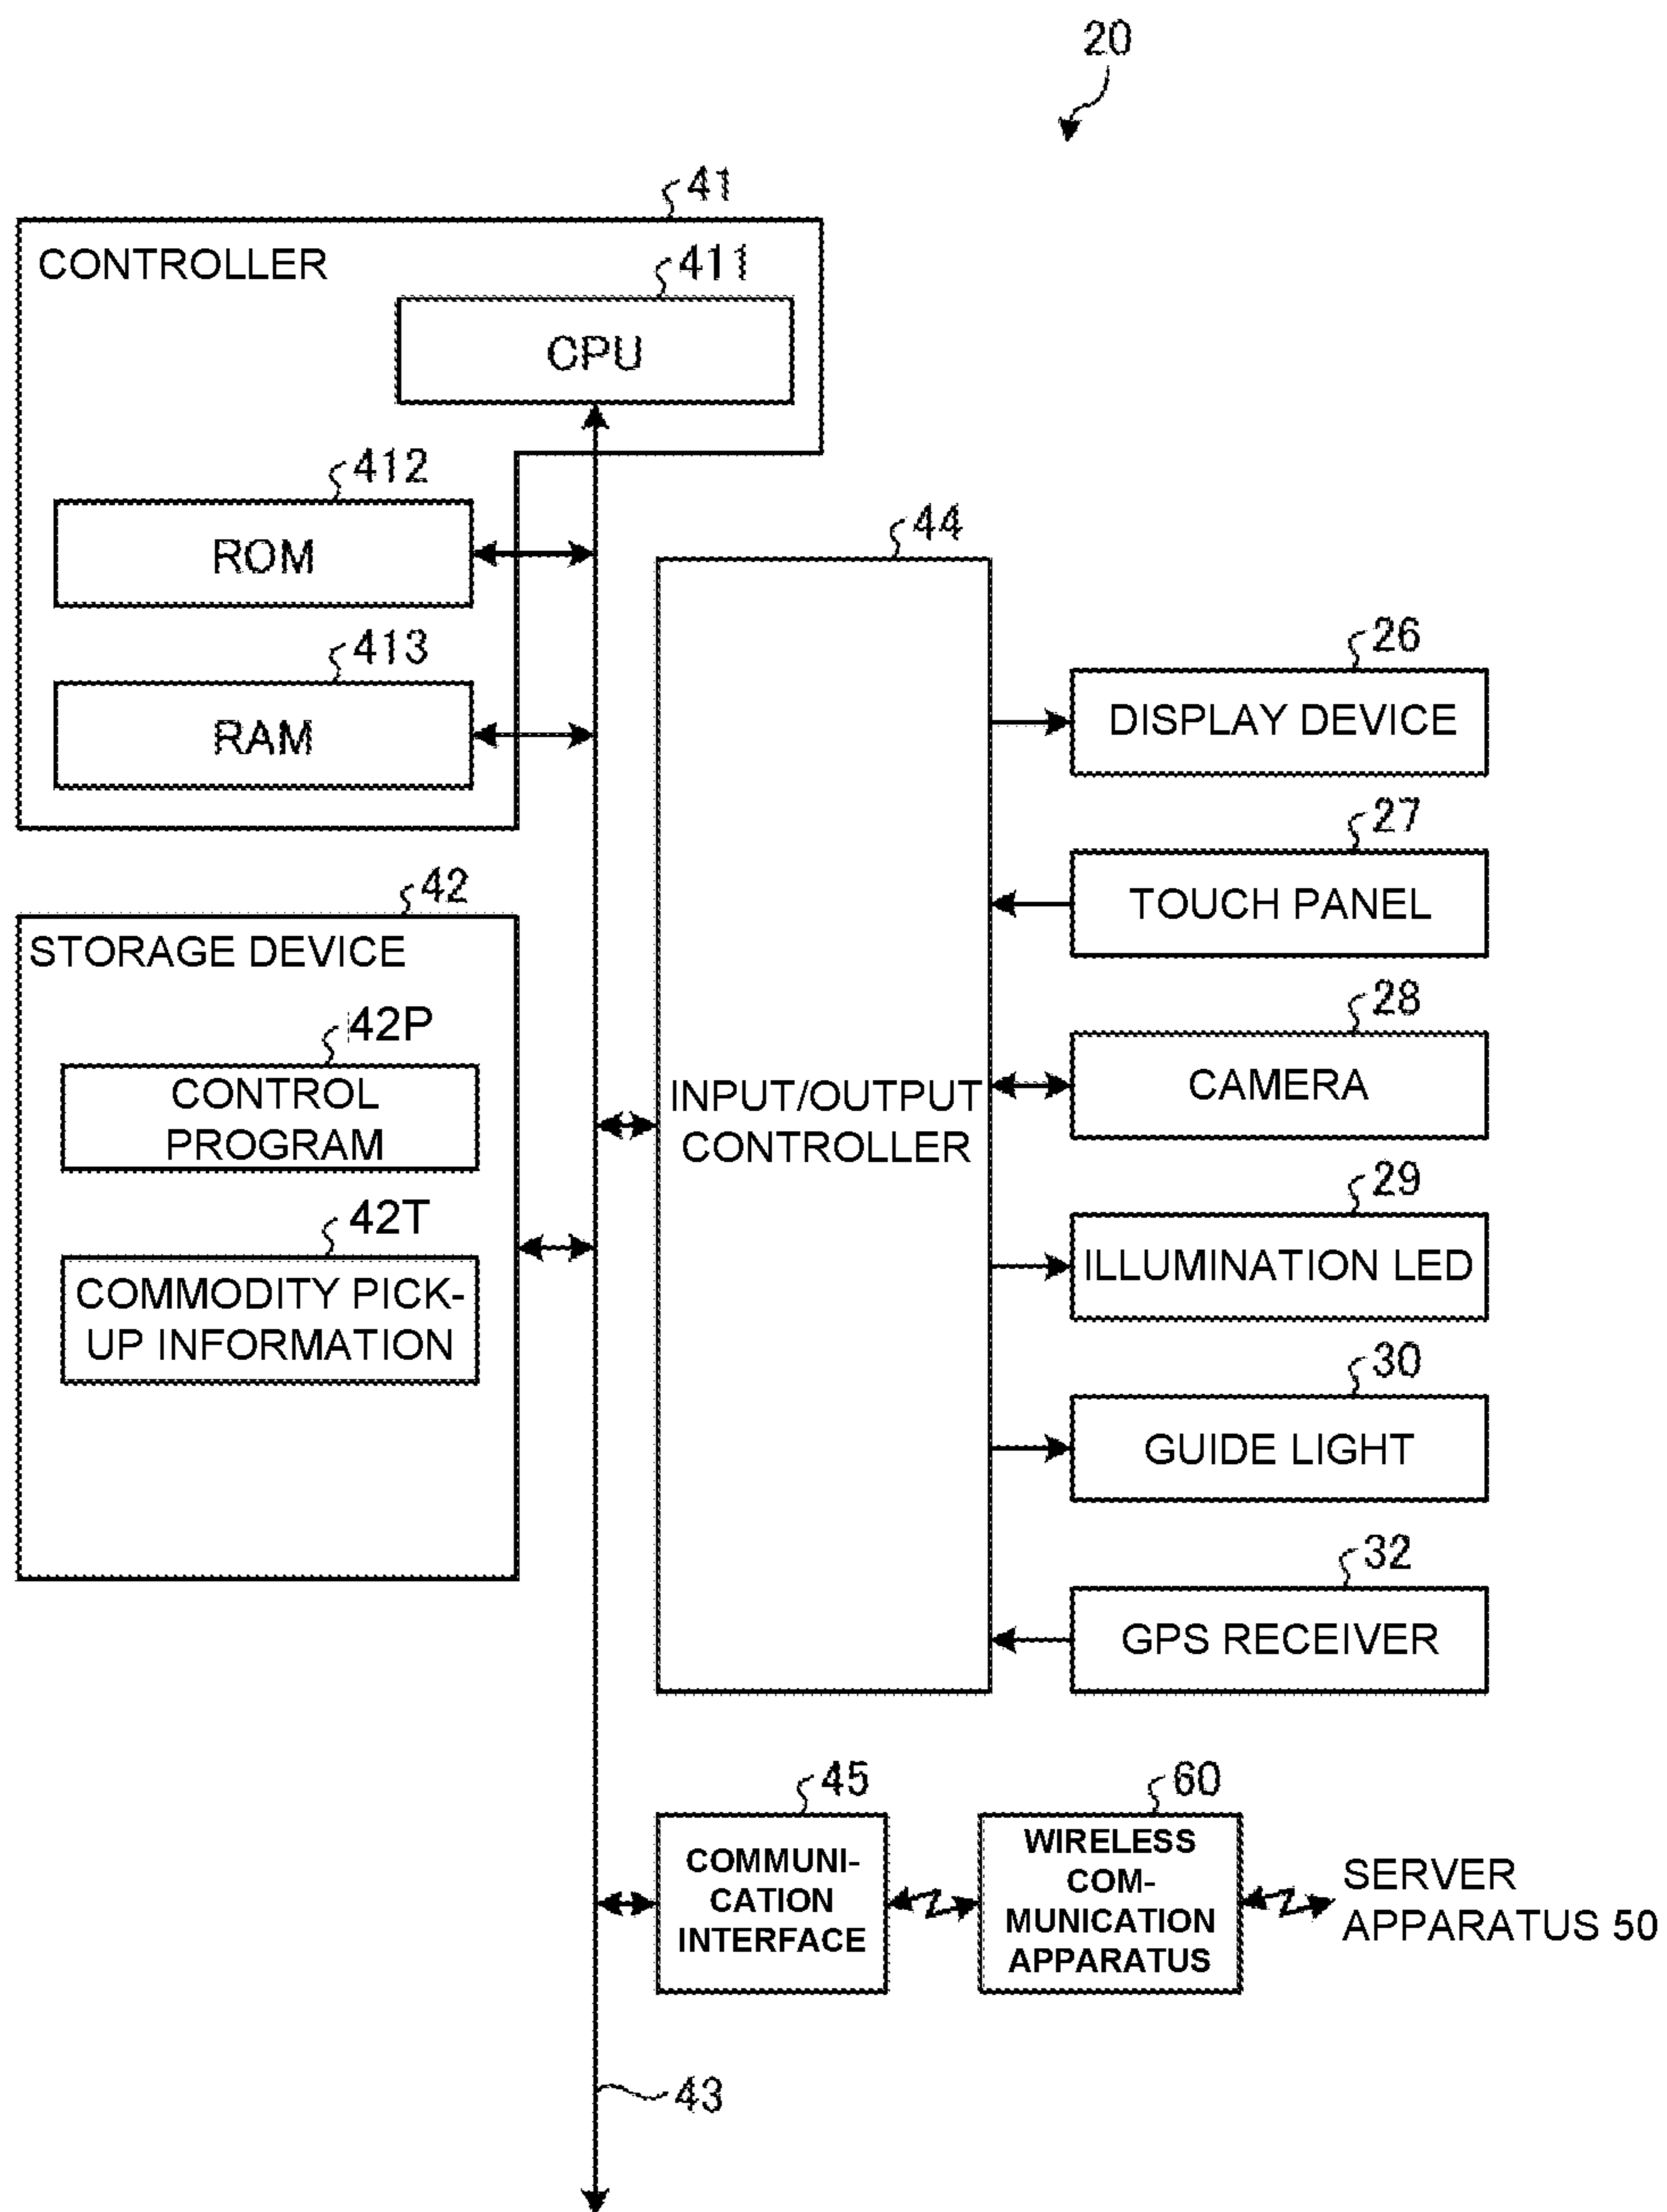 20
41
CONTROLLER
411
CPU
412
ROM
413
RAM
42
STORAGE DEVICE
42P
CONTROL
PROGRAM
42T
COMMODITY PICK-
UP INFORMATION
44
INPUT/OUTPUT
CONTROLLER
26
DISPLAY DEVICE
27
TOUCH PANEL
28
CAMERA
29
ILLUMINATION LED
30
GUIDE LIGHT
32
GPS RECEIVER
45
COMMUNI-
CATION
INTERFACE
60
WIRELESS
COM-
MUNICATION
APPARATUS
SERVER
APPARATUS 50
43